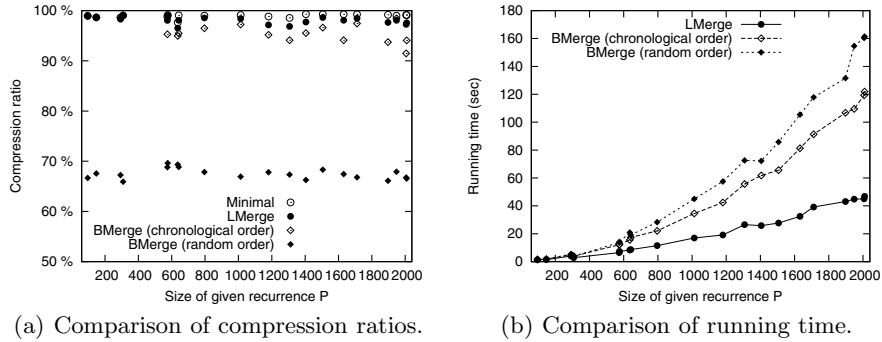 100 %
90 %
80 %
70 %
60 %
50 %
Compression ratio
Minimal
LMerge
BMerge (chronological order)
BMerge (random order)
200 400 600 800 1000 1200 1400 1600 1800 2000
Size of given recurrence P
(a) Comparison of compression ratios.
180
160
140
120
100
80
60
40
20
0
Running time (sec)
LMerge
BMerge (chronological order)
BMerge (random order)
200 400 600 800 1000 1200 1400 1600 1800 2000
Size of given recurrence P
(b) Comparison of running time.